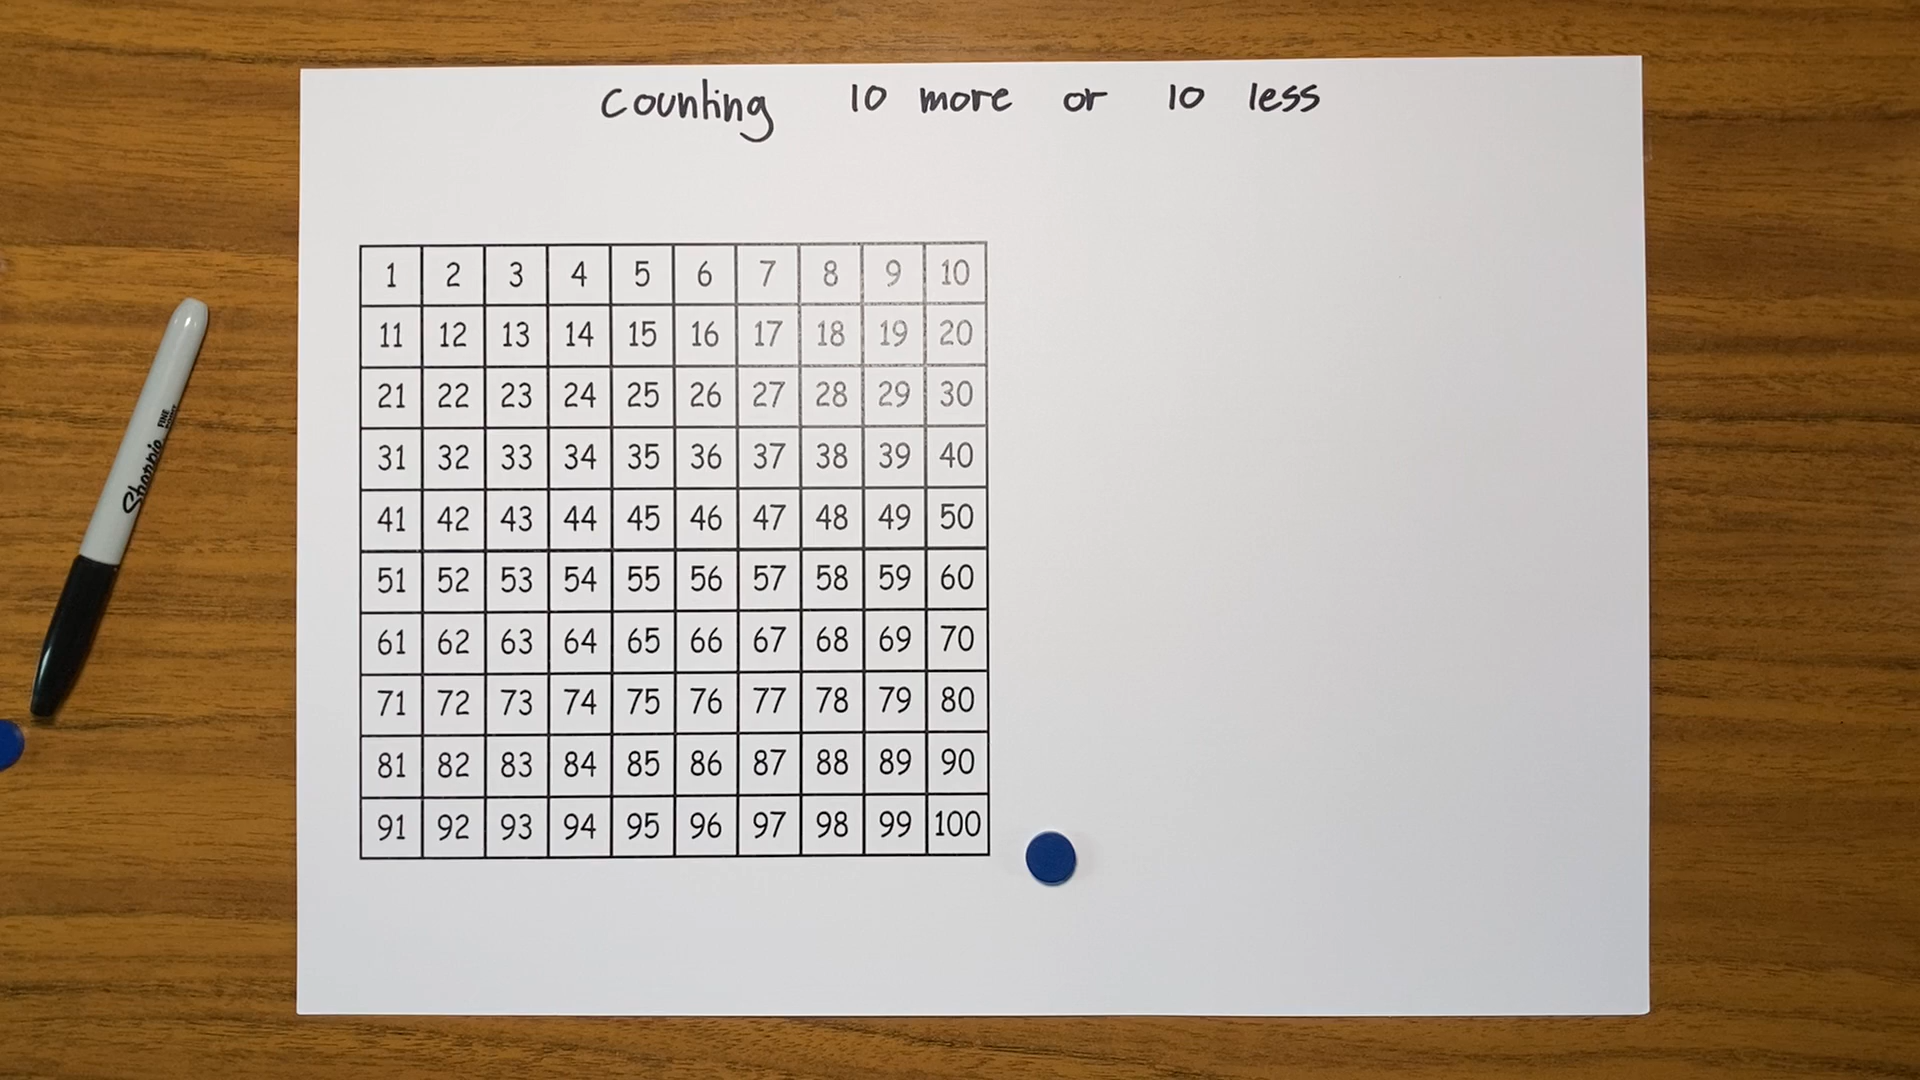 Counting 10 more or 10 less
1 2 3 4 5 6 7 8 9 10
11 12 13 14 15 16 17 18 19 20
21 22 23 24 25 26 27 28 29 30
31 32 33 34 35 36 37 38 39 40
41 42 43 44 45 46 47 48 49 50
51 52 53 54 55 56 57 58 59 60
61 62 63 64 65 66 67 68 69 70
71 72 73 74 75 76 77 78 79 80
81 82 83 84 85 86 87 88 89 90
91 92 93 94 95 96 97 98 99 100
Sharpie
FINE